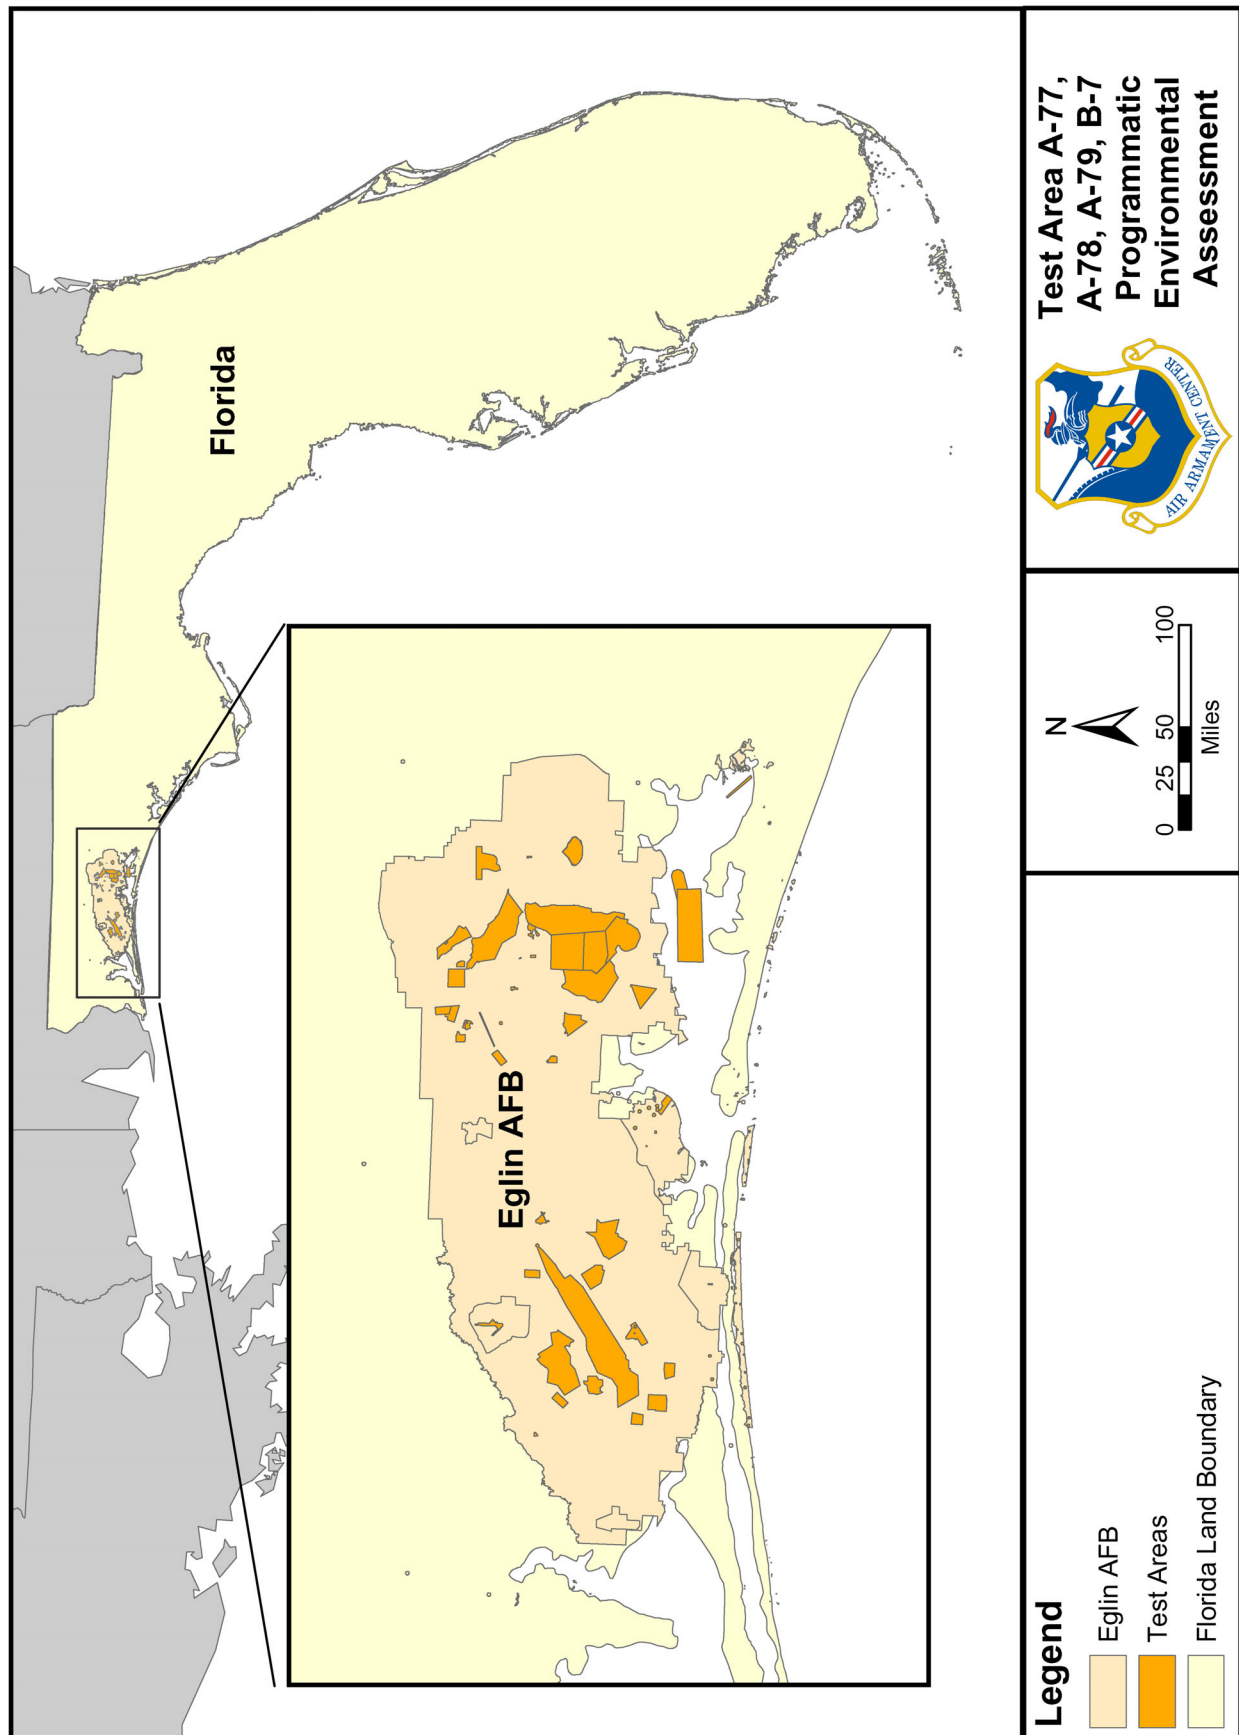 Florida
Eglin AFB
Legend
Eglin AFB
Test Areas
Florida Land Boundary
N
0 25 50 100
Miles
AIR ARMAMENT CENTER
Test Area A-77,
A-78, A-79, B-7
Programmatic
Environmental
Assessment